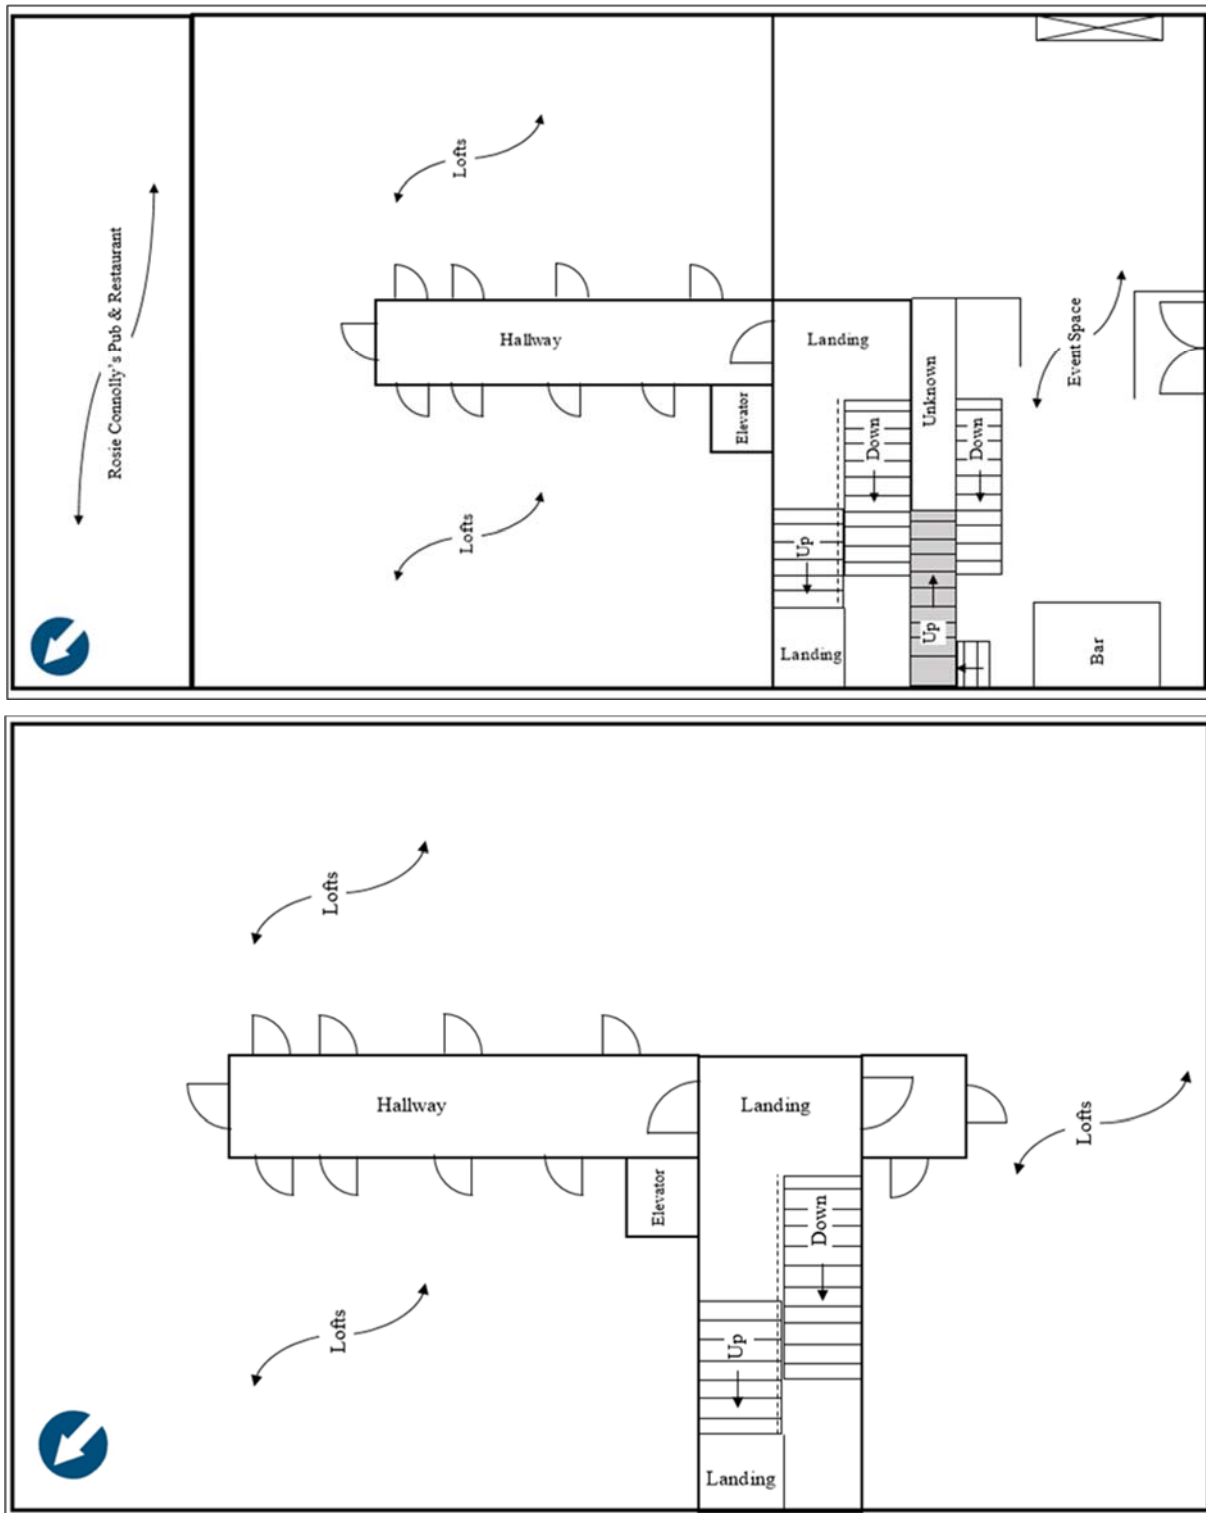 Lofts
Rosie Connolly's Pub & Restaurant
Hallway
Landing
Event Space
Unknown
Elevator
Down
Down
Lofts
Up
Up
Landing
Bar
Lofts
Hallway
Landing
Lofts
Elevator
Down
Lofts
Up
Landing